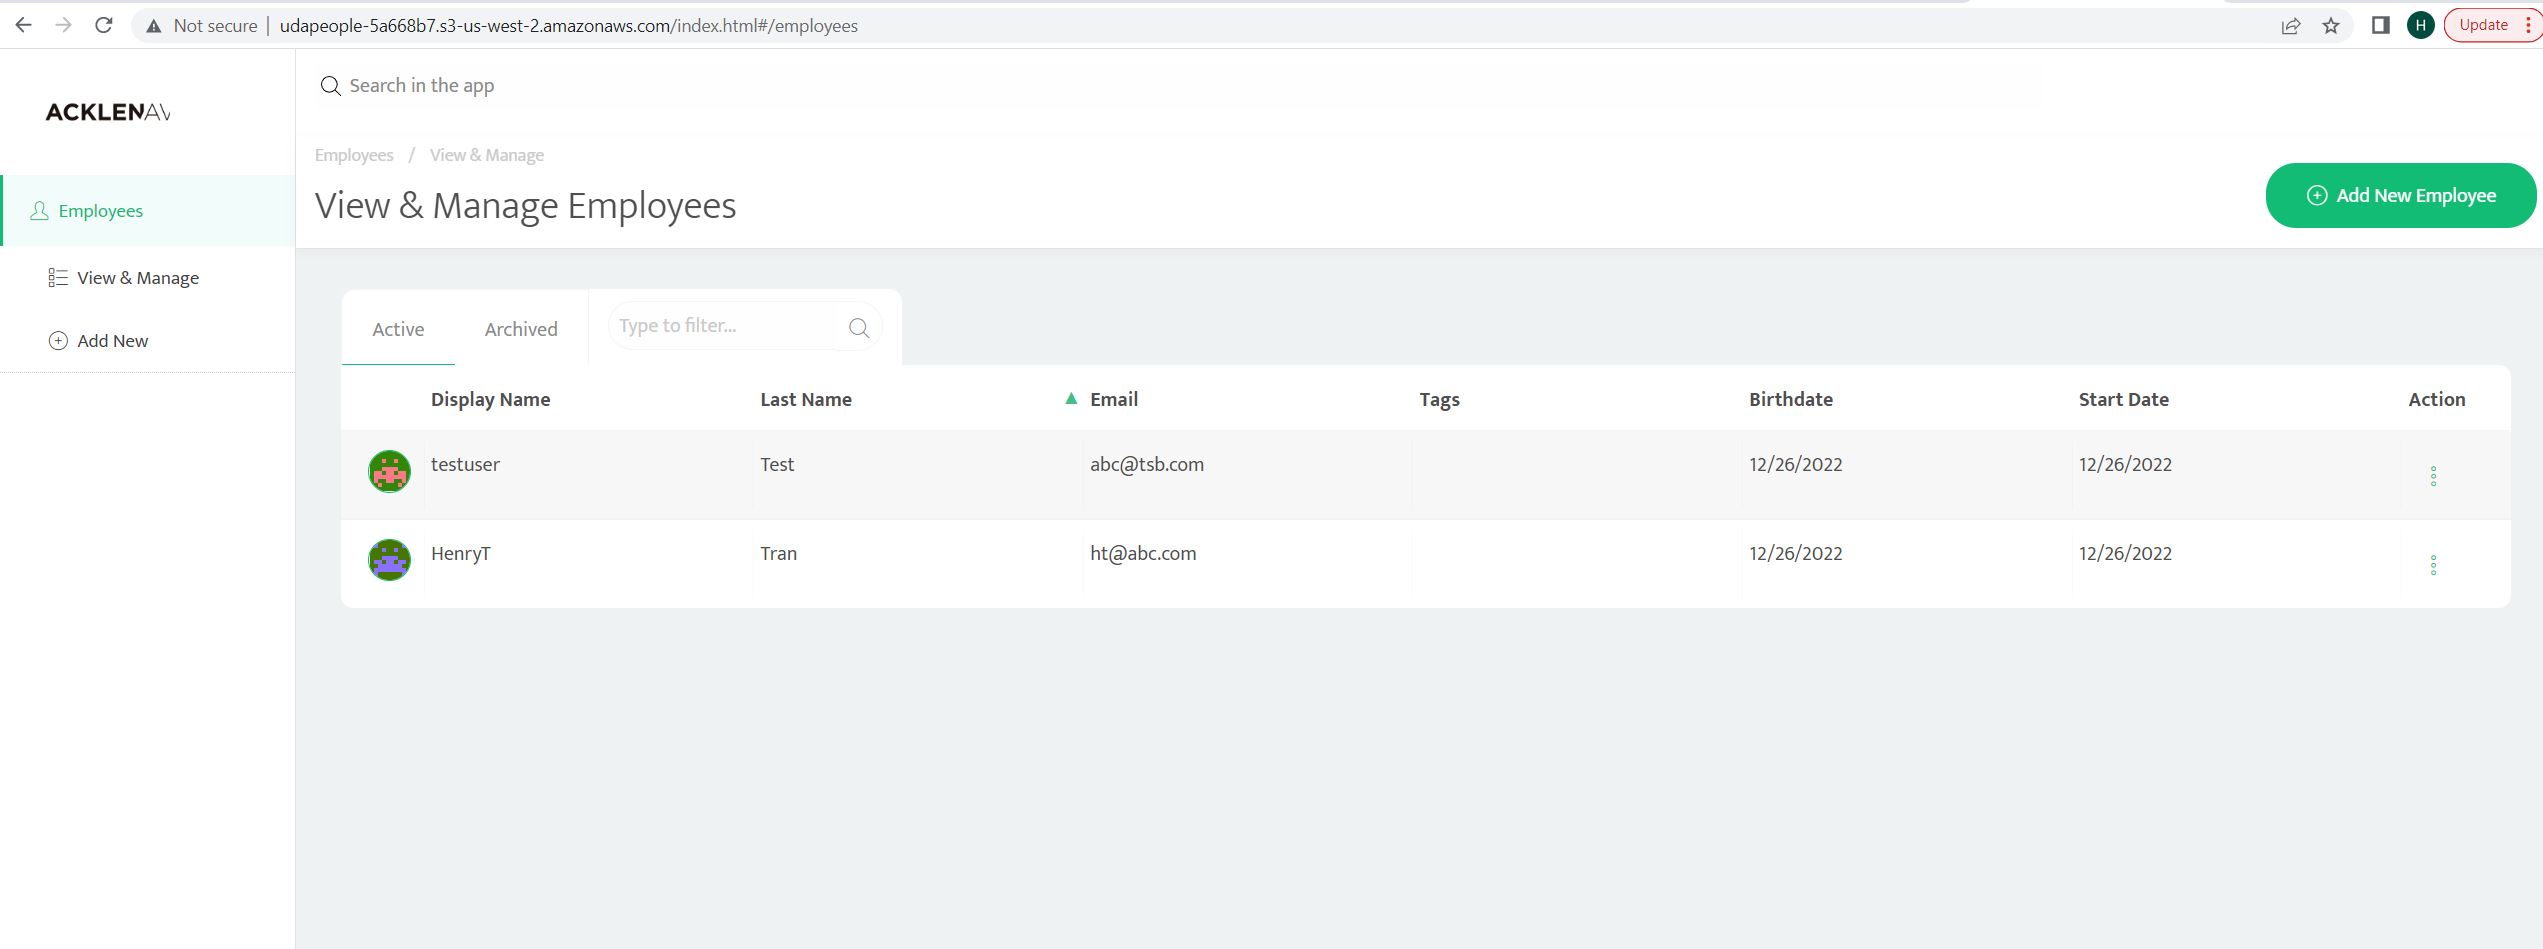 Not secure | udapeople-5a668b7.s3-us-west-2.amazonaws.com/index.html#/employees
H
Update
ACKLENAV
Search in the app
Employees / View & Manage
View & Manage Employees
Add New Employee
Employees
View & Manage
Add New
Active Archived Type to filter...
Display Name Last Name Email Tags Birthdate Start Date Action
testuser Test abc@tsb.com 12/26/2022 12/26/2022
HenryT Tran ht@abc.com 12/26/2022 12/26/2022